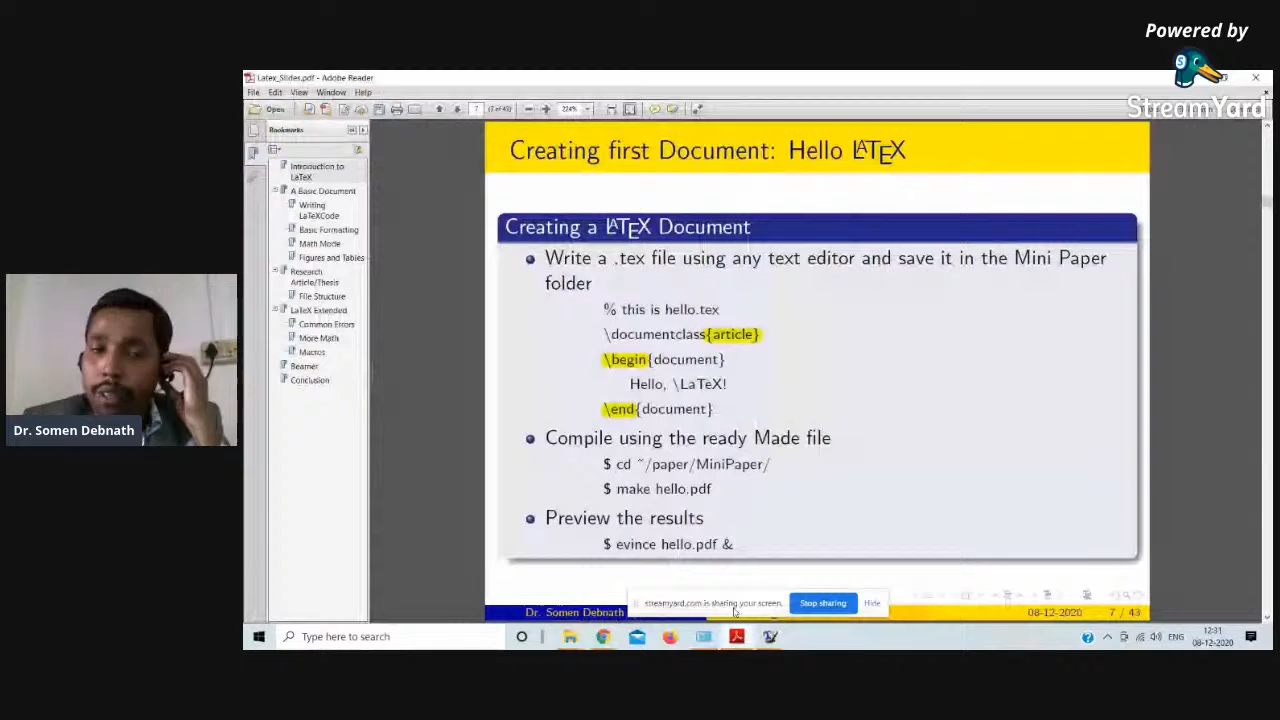 Powered by
StreamYard
Latex_Slides.pdf - Adobe Reader
File Edit View Window Help
Open
7
(7 of 43)
224%
Bookmarks
Introduction to
LaTeX
A Basic Document
Writing
LaTeXCode
Basic Formatting
Math Mode
Figures and Tables
Research
Article/Thesis
File Structure
LaTeX Extended
Common Errors
More Math
Macros
Beamer
Conclusion
Creating first Document: Hello LATEX
Creating a LATEX Document
Write a .tex file using any text editor and save it in the Mini Paper
folder
% this is hello.tex
\documentclass{article}
\begin{document}
Hello, \LaTeX!
\end{document}
Compile using the ready Made file
$ cd ~/paper/MiniPaper/
$ make hello.pdf
Preview the results
$ evince hello.pdf &
Dr. Somen Debnath
streamyard.com is sharing your screen.
Stop sharing
Hide
Dr. Somen Debnath
08-12-2020
7 / 43
Type here to search
ENG
12:31
08-12-2020